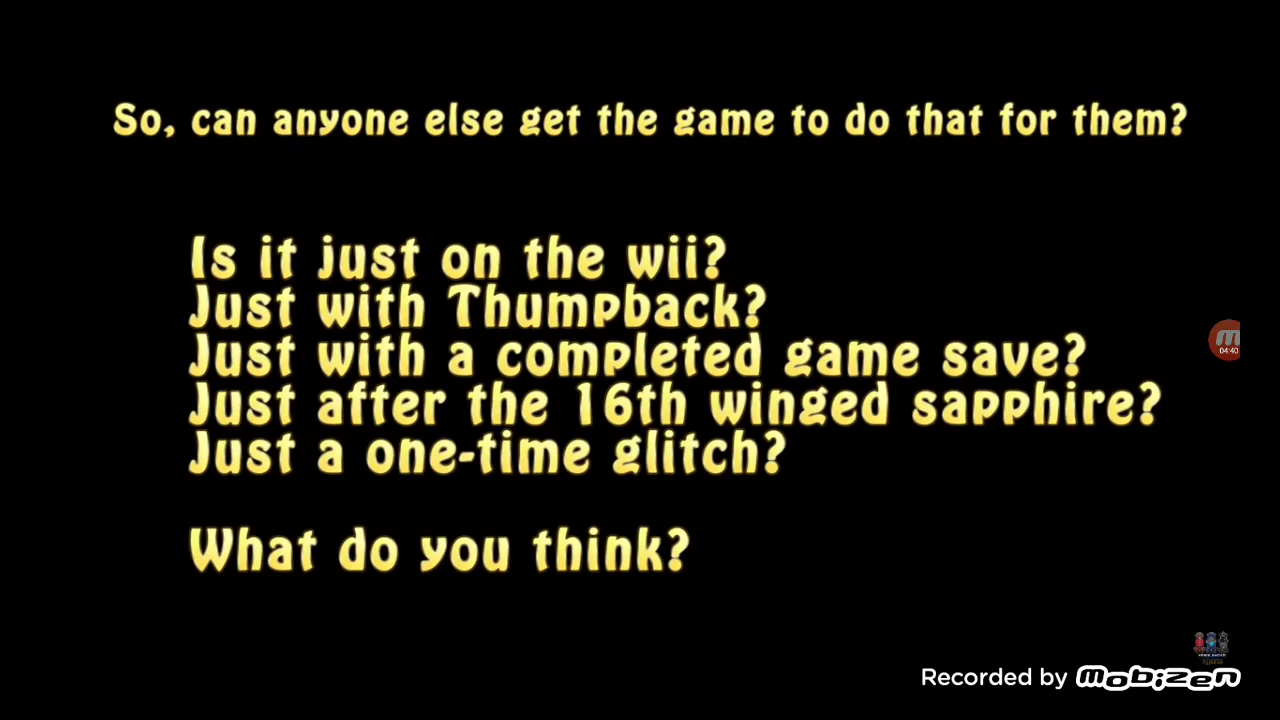 So, can anyone else get the game to do that for them?
Is it just on the wii?
Just with Thumpback?
Just with a completed game save?
Just after the 16th winged sapphire?
Just a one-time glitch?
What do you think?
04:40
Recorded by mobizen